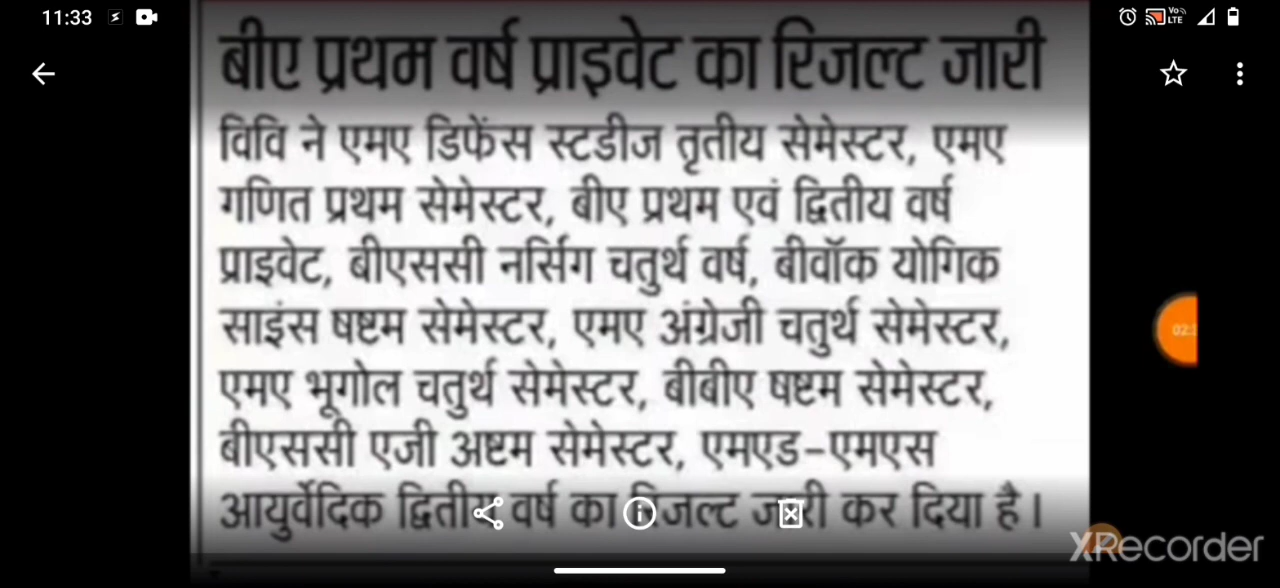 11:33
Vo
LTE
बीए प्रथम वर्ष प्राइवेट का रिजल्ट जारी
विवि ने एमए डिफेंस स्टडीज तृतीय सेमेस्टर, एमए
गणित प्रथम सेमेस्टर, बीए प्रथम एवं द्वितीय वर्ष
प्राइवेट, बीएससी नर्सिंग चतुर्थ वर्ष, बीवॉक योगिक
साइंस षष्टम सेमेस्टर, एमए अंग्रेजी चतुर्थ सेमेस्टर,
एमए भूगोल चतुर्थ सेमेस्टर, बीबीए षष्टम सेमेस्टर,
बीएससी एजी अष्टम सेमेस्टर, एमएड-एमएस
आयुर्वेदिक द्वितीय वर्ष का रिजल्ट जारी कर दिया है।
XRecorder